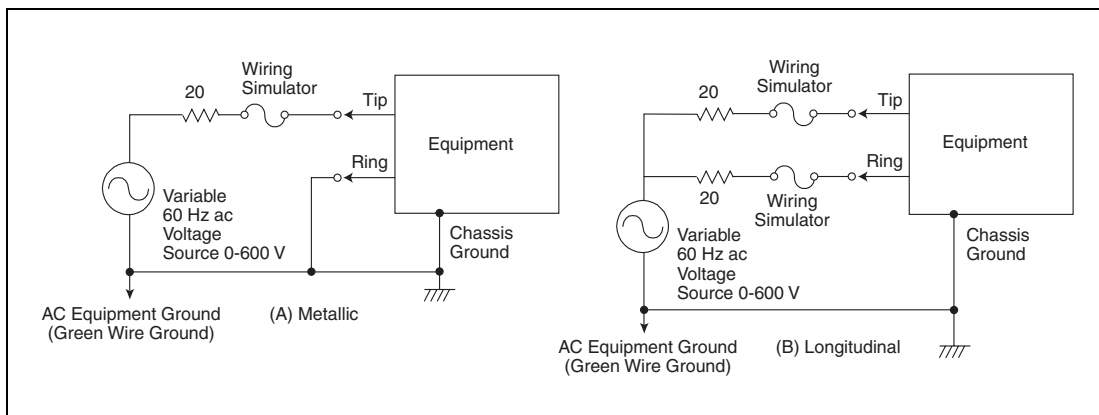 Wiring
Simulator
20
Tip
Equipment
Ring
Variable
60 Hz ac
Voltage
Source 0-600 V
Chassis
Ground
AC Equipment Ground
(Green Wire Ground)
(A) Metallic
Wiring
Simulator
20
Tip
Equipment
Ring
20
Wiring
Simulator
Variable
60 Hz ac
Voltage
Source 0-600 V
Chassis
Ground
AC Equipment Ground
(Green Wire Ground)
(B) Longitudinal